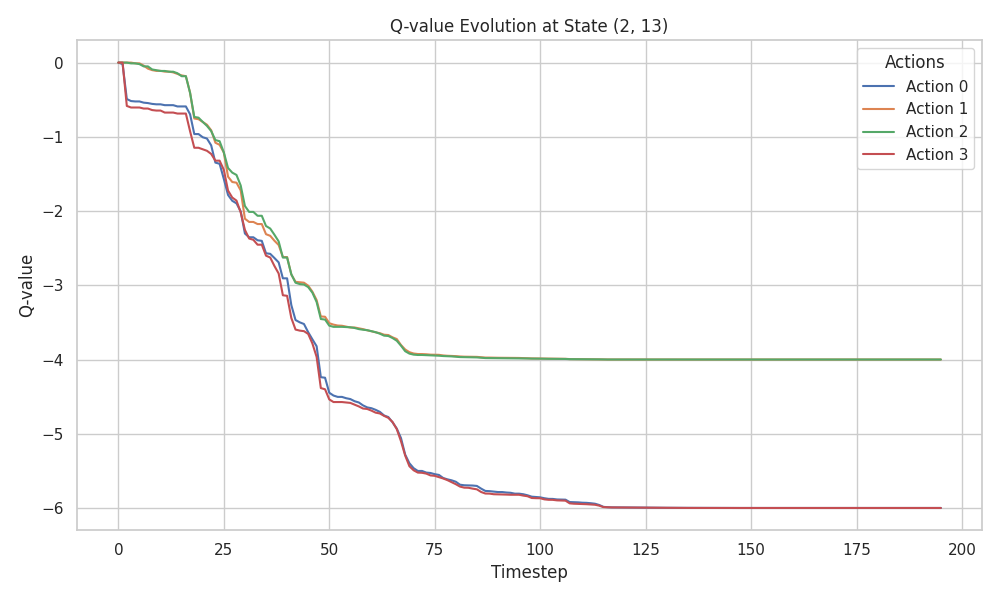 Q-value Evolution at State (2, 13)
Q-value
0
−1
−2
−3
−4
−5
−6
Actions
Action 0
Action 1
Action 2
Action 3
0 25 50 75 100 125 150 175 200
Timestep